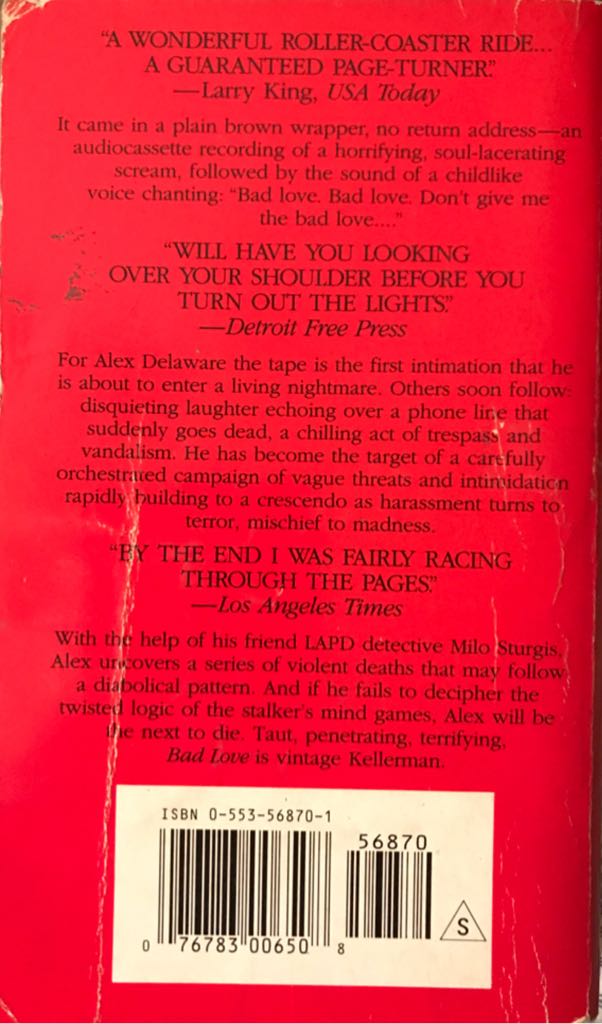 "A WONDERFUL ROLLER-COASTER RIDE...
A GUARANTEED PAGE-TURNER."
—Larry King, USA Today
It came in a plain brown wrapper, no return address—an
audiocassette recording of a horrifying, soul-lacerating
scream, followed by the sound of a childlike
voice chanting: "Bad love. Bad love. Don't give me
the bad love...."
"WILL HAVE YOU LOOKING
OVER YOUR SHOULDER BEFORE YOU
TURN OUT THE LIGHTS."
—Detroit Free Press
For Alex Delaware the tape is the first intimation that he
is about to enter a living nightmare. Others soon follow:
disquieting laughter echoing over a phone line that
suddenly goes dead, a chilling act of trespass and
vandalism. He has become the target of a carefully
orchestrated campaign of vague threats and intimidation
rapidly building to a crescendo as harassment turns to
terror, mischief to madness.
"BY THE END I WAS FAIRLY RACING
THROUGH THE PAGES."
—Los Angeles Times
With the help of his friend LAPD detective Milo Sturgis,
Alex uncovers a series of violent deaths that may follow
a diabolical pattern. And if he fails to decipher the
twisted logic of the stalker's mind games, Alex will be
the next to die. Taut, penetrating, terrifying,
Bad Love is vintage Kellerman.
ISBN 0-553-56870-1
56870
S
0 76783 00650 8